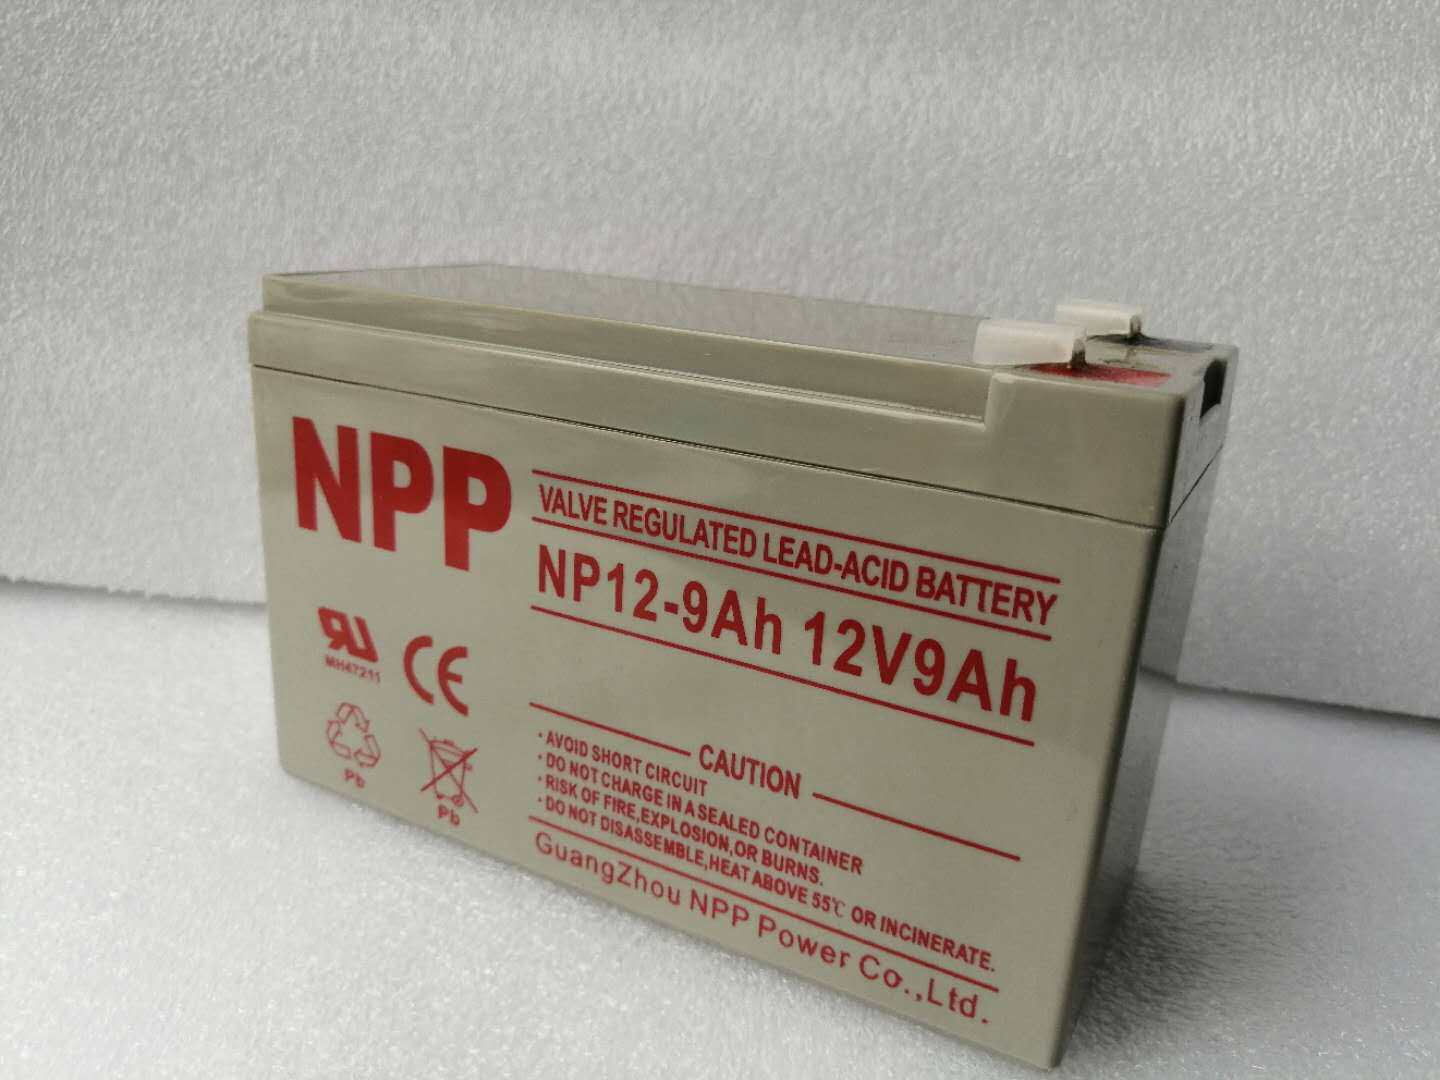 NPP
VALVE REGULATED LEAD-ACID BATTERY
NP12-9Ah 12V9Ah
RU
MH47211
CE
Pb
Pb
CAUTION
· AVOID SHORT CIRCUIT
· DO NOT CHARGE IN A SEALED CONTAINER
· RISK OF FIRE,EXPLOSION,OR BURNS.
· DO NOT DISASSEMBLE,HEAT ABOVE 55℃ OR INCINERATE.
GuangZhou NPP Power Co.,Ltd.